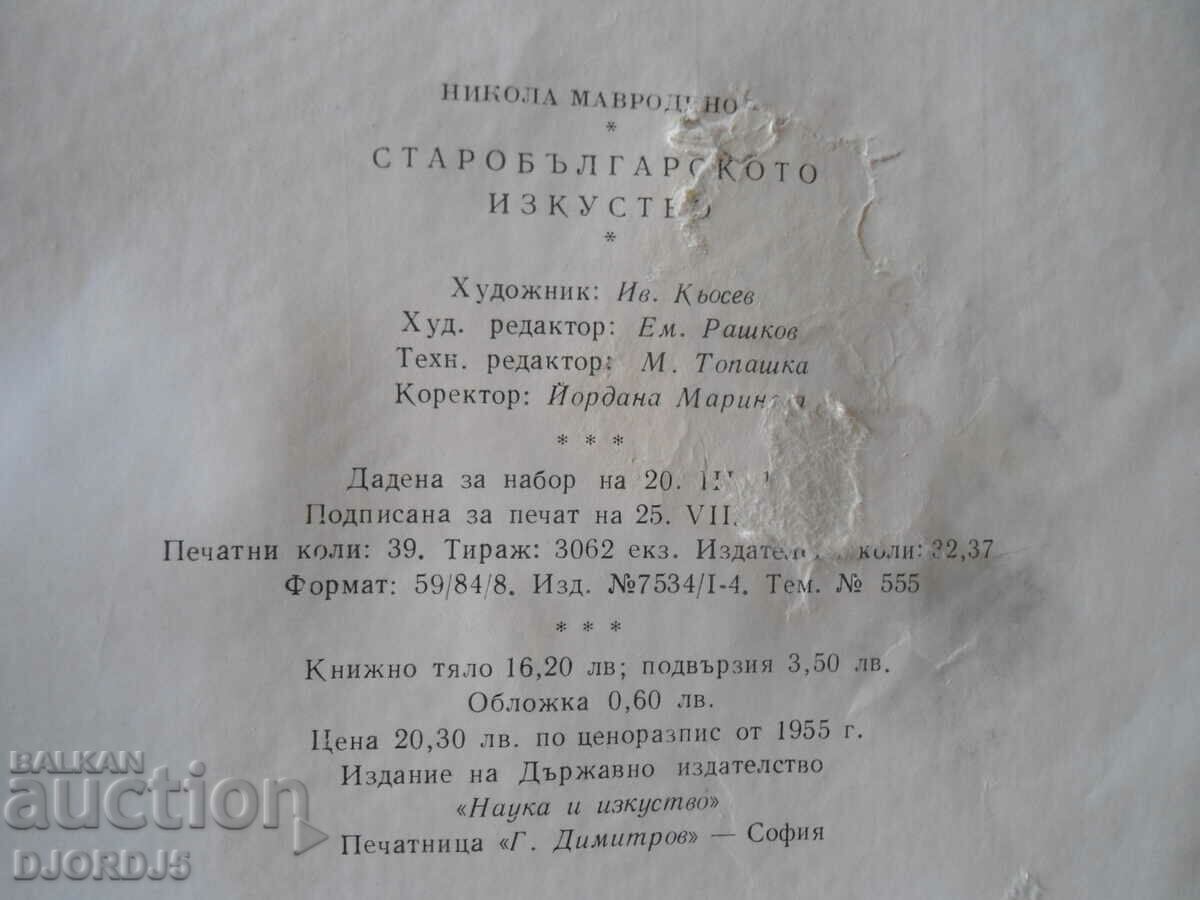 НИКОЛА
*
СТАРОБЪЛГАРСКОТО
ИЗКУСТВО
*
Художник: Ив. Кьосев
Худ. редактор: Ем. Рашков
Техн. редактор: М. Топашка
Коректор: Йордана
* * *
Дадена за набор на 20.
Подписана за печат на 25. VII.
Печатни коли: 39. Тираж: 3062 екз. коли: 32,37
Формат: 59/84/8. Изд. №7534/I-4. Тем. № 555
* * *
Книжно тяло 16,20 лв; подвързия 3,50 лв.
Обложка 0,60 лв.
Цена 20,30 лв. по ценоразпис от 1955 г.
Издание на Държавно издателство
«Наука и изкуство»
Печатница «Г. Димитров» — София
BALKAN
auction
DJORDJ5